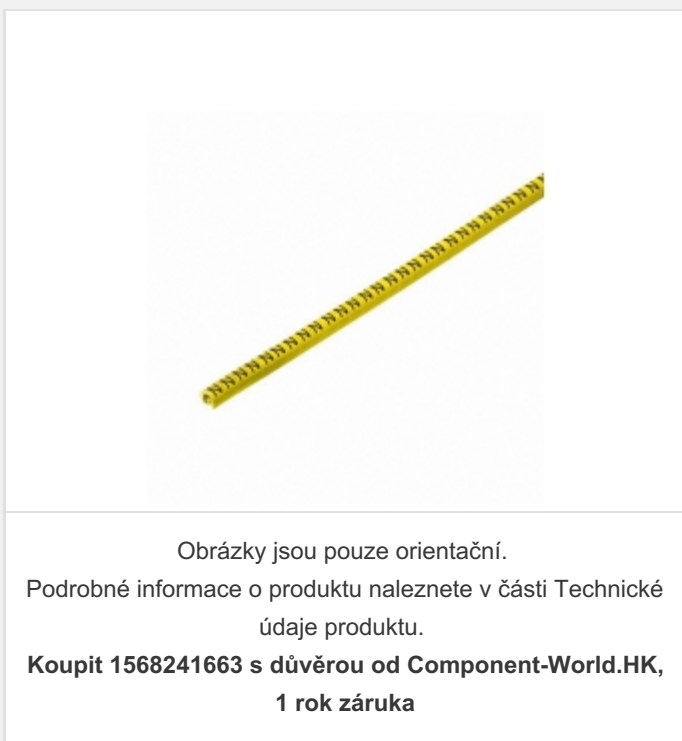 Obrázky jsou pouze orientační.
Podrobné informace o produktu naleznete v části Technické
údaje produktu.
Koupit 1568241663 s důvěrou od Component-World.HK,
1 rok záruka